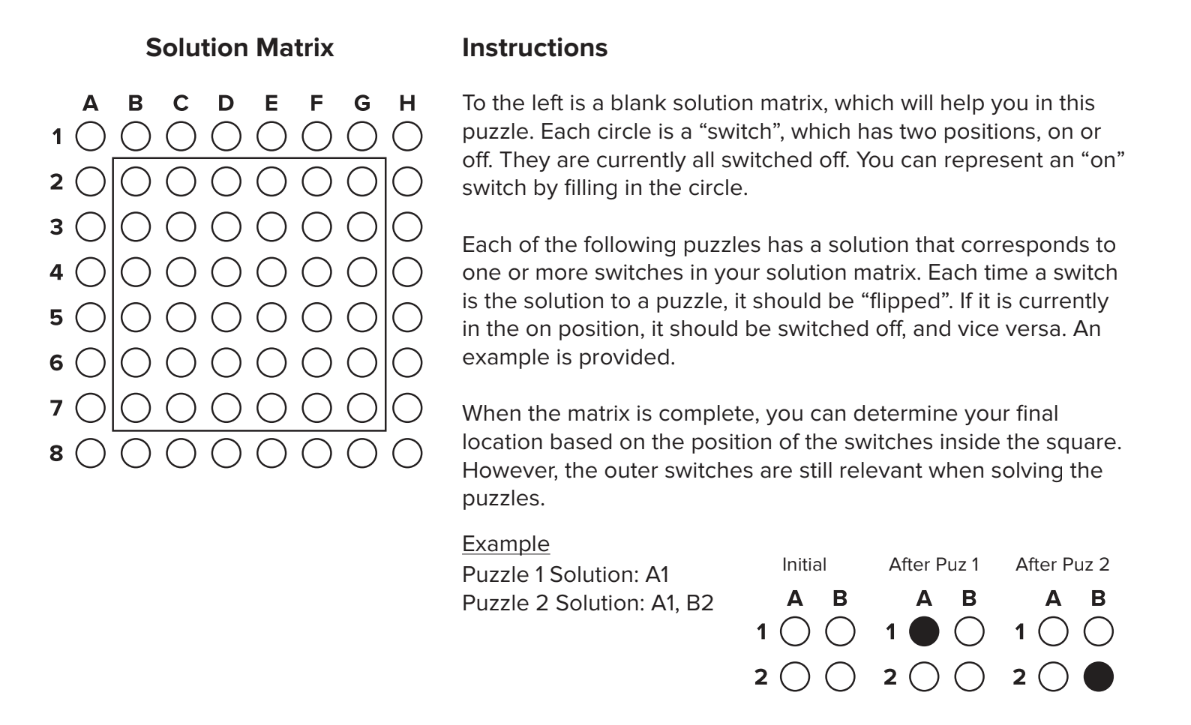 Solution Matrix
A B C D E F G H
1
2
3
4
5
6
7
8
Instructions
To the left is a blank solution matrix, which will help you in this
puzzle. Each circle is a “switch”, which has two positions, on or
off. They are currently all switched off. You can represent an “on”
switch by filling in the circle.
Each of the following puzzles has a solution that corresponds to
one or more switches in your solution matrix. Each time a switch
is the solution to a puzzle, it should be “flipped”. If it is currently
in the on position, it should be switched off, and vice versa. An
example is provided.
When the matrix is complete, you can determine your final
location based on the position of the switches inside the square.
However, the outer switches are still relevant when solving the
puzzles.
Example
Puzzle 1 Solution: A1
Puzzle 2 Solution: A1, B2
Initial After Puz 1 After Puz 2
A B A B A B
1 1 1
2 2 2